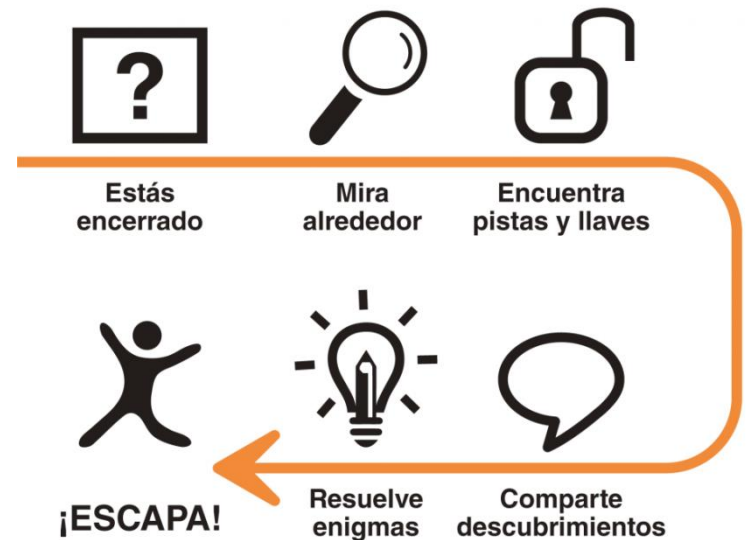 ?
Estás
encerrado
Mira
alrededor
Encuentra
pistas y llaves
Comparte
descubrimientos
Resuelve
enigmas
¡ESCAPA!